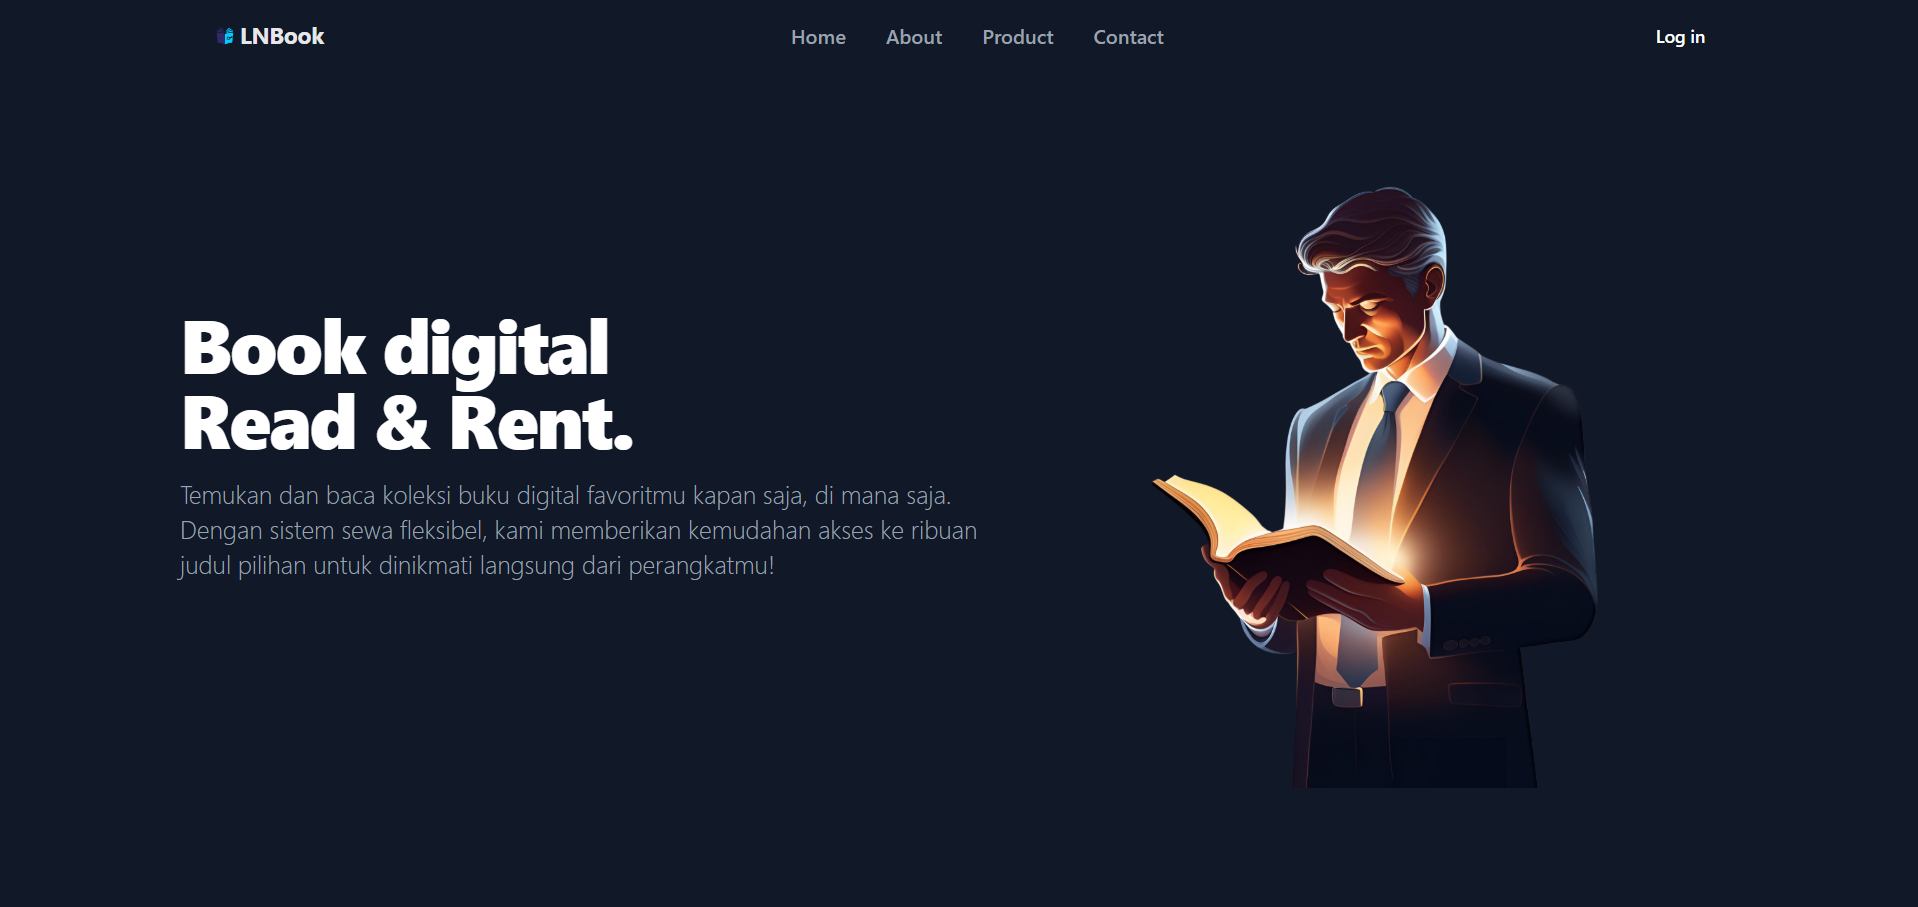 LNBook
Home
About
Product
Contact
Log in
Book digital
Read & Rent.
Temukan dan baca koleksi buku digital favoritmu kapan saja, di mana saja.
Dengan sistem sewa fleksibel, kami memberikan kemudahan akses ke ribuan
judul pilihan untuk dinikmati langsung dari perangkatmu!